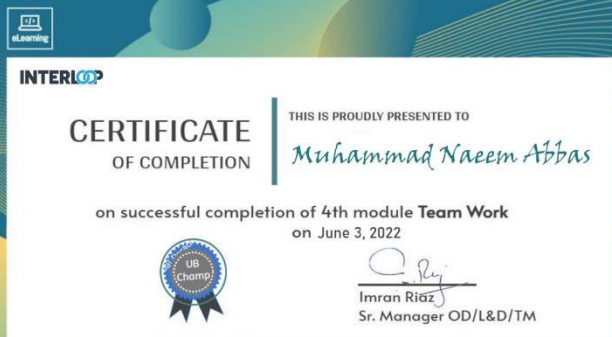 </>
eLearning
INTERLOOP
CERTIFICATE
OF COMPLETION
THIS IS PROUDLY PRESENTED TO
Muhammad Naeem Abbas
on successful completion of 4th module Team Work
on June 3, 2022
UB
Champ
Imran Riaz
Sr. Manager OD/L&D/TM